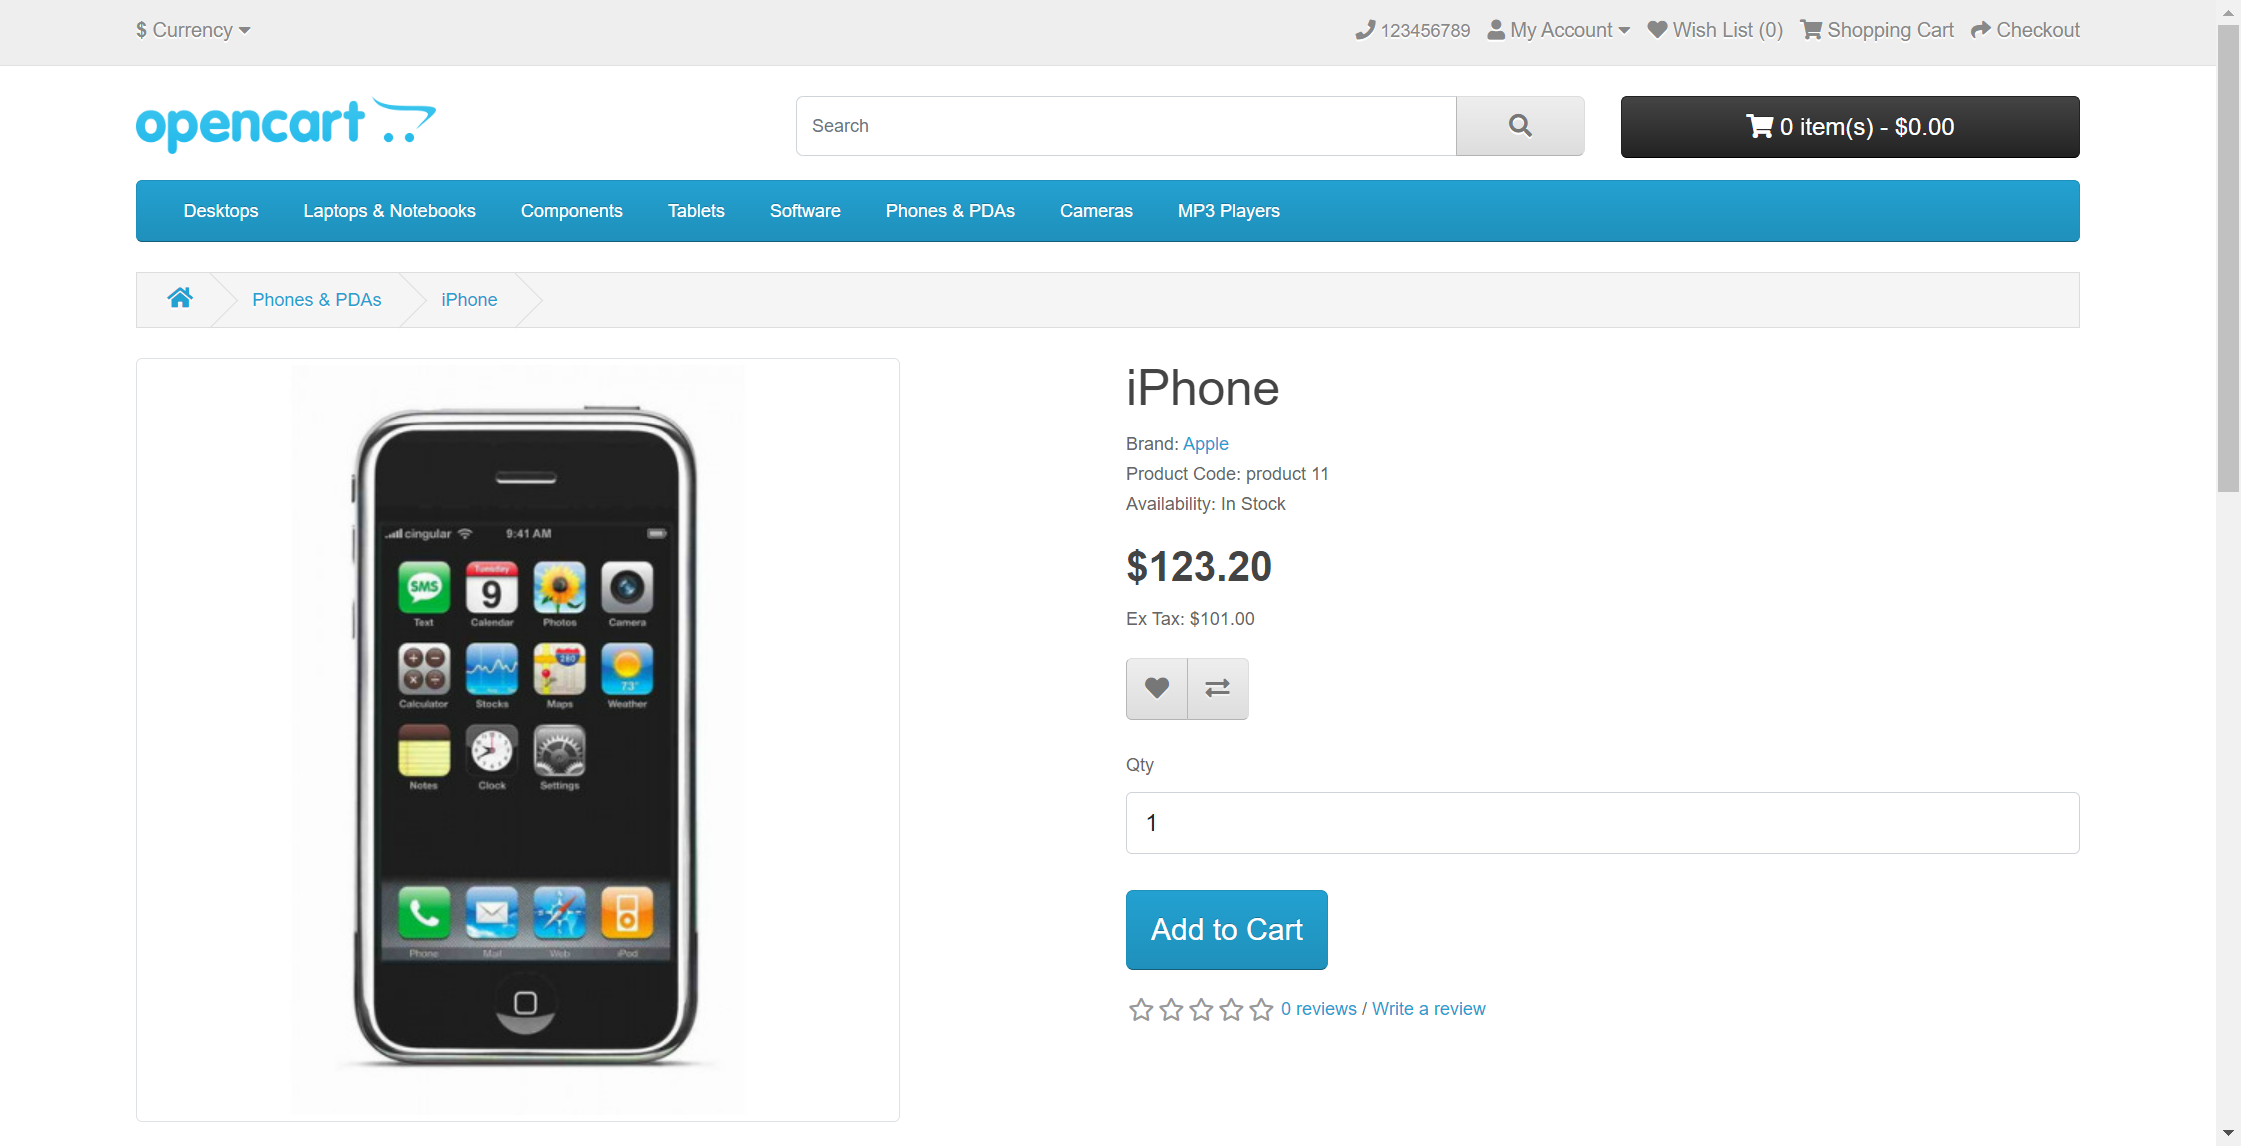 $ Currency
123456789 My Account Wish List (0) Shopping Cart Checkout
opencart
Search
0 item(s) - $0.00
Desktops Laptops & Notebooks Components Tablets Software Phones & PDAs Cameras MP3 Players
Phones & PDAs iPhone
iPhone
Brand: Apple
Product Code: product 11
Availability: In Stock
$123.20
Ex Tax: $101.00
Qty
1
Add to Cart
0 reviews / Write a review
cingular 9:41 AM
SMS Tuesday 9
Text Calendar Photos Camera
280 73°
Calculator Stocks Maps Weather
Notes Clock Settings
Phone Mail Web iPod